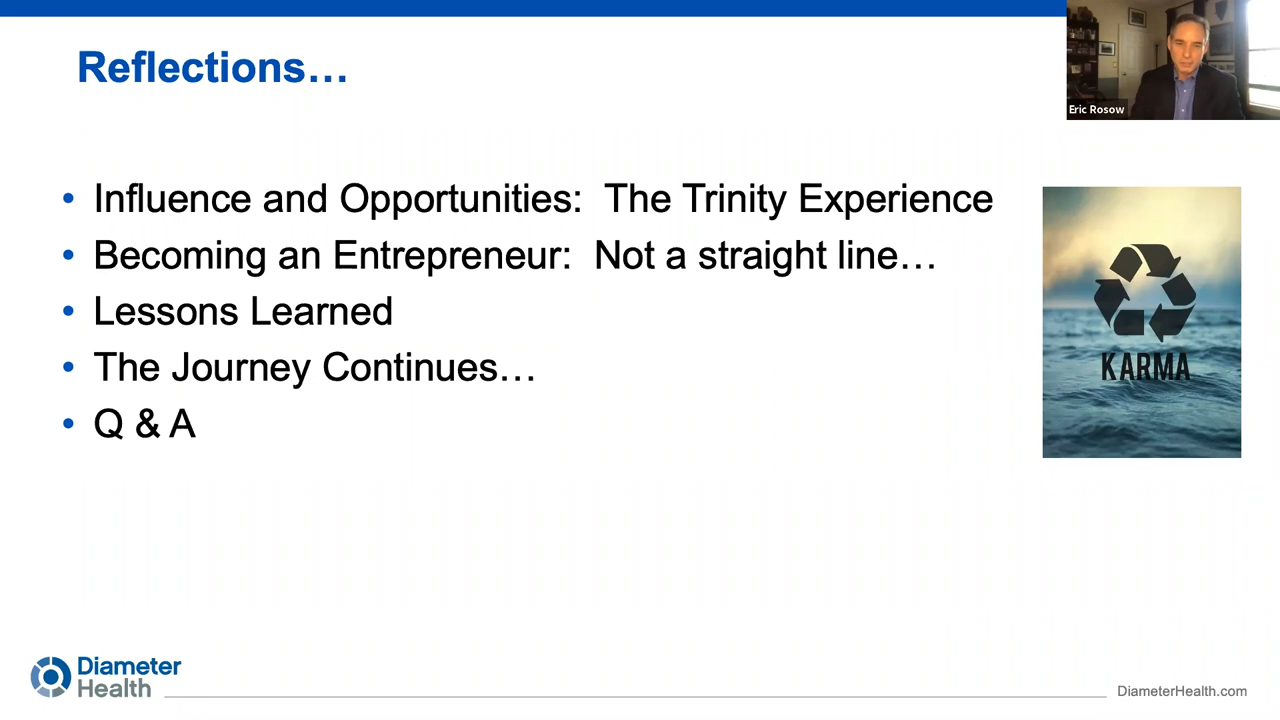 Reflections…
Eric Rosow
• Influence and Opportunities:  The Trinity Experience
• Becoming an Entrepreneur:  Not a straight line…
• Lessons Learned
• The Journey Continues…
• Q & A
KARMA
Diameter
Health
DiameterHealth.com